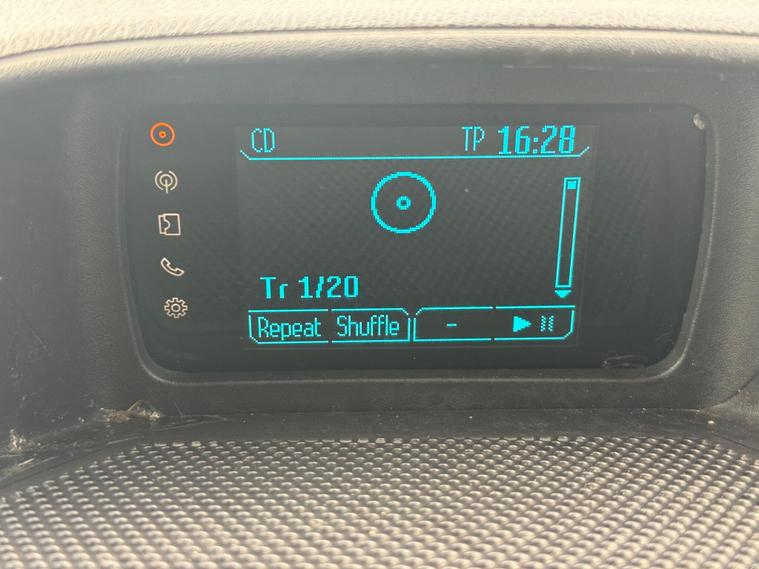 CD TP 16:28
Tr 1/20
Repeat Shuffle -